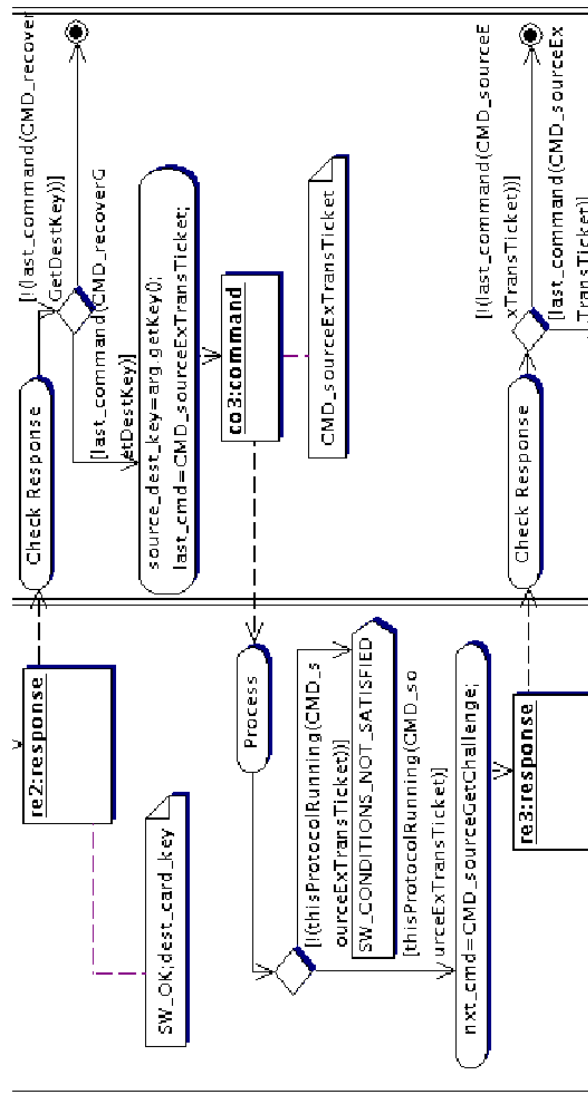 re2:response
SW_OK;dest_card_key
Check Response
[!(last_command(CMD_recover
GetDestKey))]
[last_command(CMD_recoverG
etDestKey)]
source_dest_key=arg.getKey();
last_cmd=CMD_sourceExTransTicket;
co3:command
CMD_sourceExTransTicket
Process
[!(thisProtocolRunning(CMD_s
ourceExTransTicket))]
SW_CONDITIONS_NOT_SATISFIED
[thisProtocolRunning(CMD_so
urceExTransTicket)]
nxt_cmd=CMD_sourceGetChallenge;
re3:response
Check Response
[!(last_command(CMD_sourceE
xTransTicket))]
[last_command(CMD_sourceEx
TransTicket)]